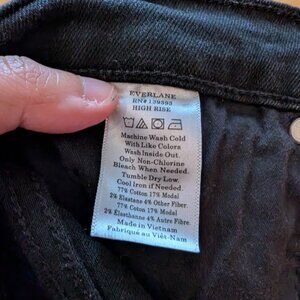 EVERLANE
RN# 139393
HIGH RISE
Machine Wash Cold
With Like Colors
Wash Inside Out.
Only Non-Chlorine
Bleach When Needed.
Tumble Dry Low.
Cool Iron if Needed
77% Cotton 17% Modal
2% Elastane 4% Other Fiber
77% Coton 17% Modal
2% Élasthanne 4% Autre Fibre
Made in Vietnam
Fabriqué au Viêt-Nam